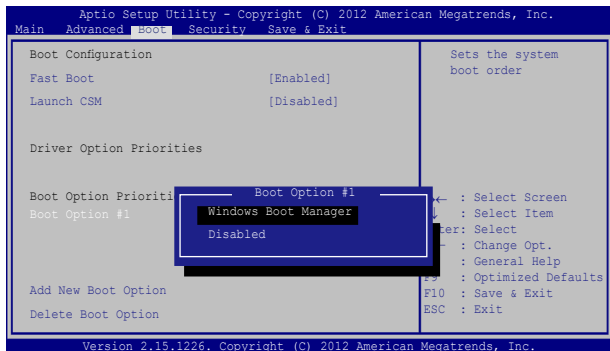 Aptio Setup Utility - Copyright (C) 2012 American Megatrends, Inc.
Main Advanced Boot Security Save & Exit
Boot Configuration
Fast Boot [Enabled]
Launch CSM [Disabled]
Driver Option Priorities
Boot Option Prioriti
Boot Option #1
Add New Boot Option
Delete Boot Option
Boot Option #1
Windows Boot Manager
Disabled
Sets the system
boot order
← : Select Screen
: Select Item
ter: Select
: Change Opt.
: General Help
F9 : Optimized Defaults
F10 : Save & Exit
ESC : Exit
Version 2.15.1226. Copyright (C) 2012 American Megatrends, Inc.